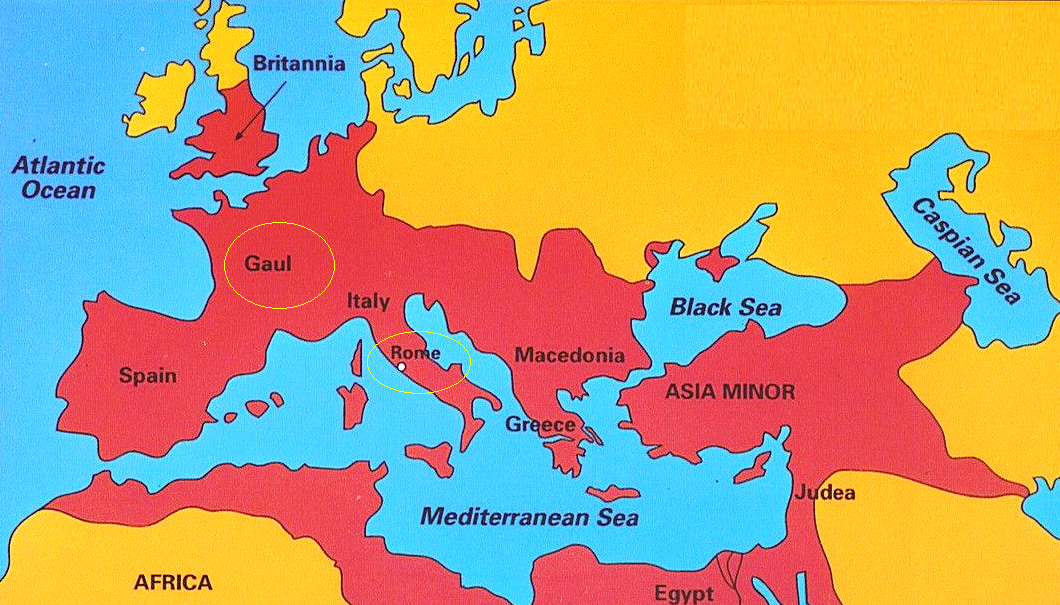 Britannia
Atlantic
Ocean
Caspian Sea
Gaul
Italy
Black Sea
Rome
Macedonia
Spain
ASIA MINOR
Greece
Judea
Mediterranean Sea
AFRICA
Egypt